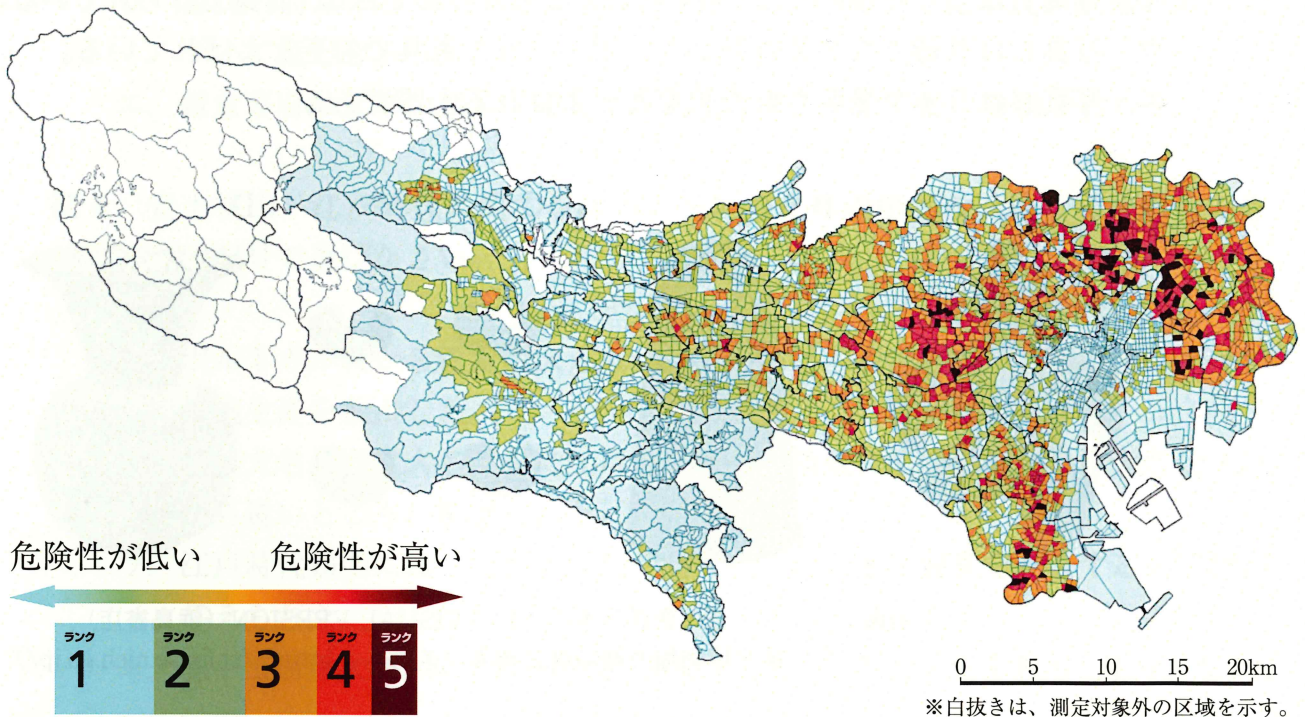 危険性が低い 危険性が高い
ランク ランク ランク ランク ランク
1 2 3 4 5
0 5 10 15 20km
※白抜きは、測定対象外の区域を示す。